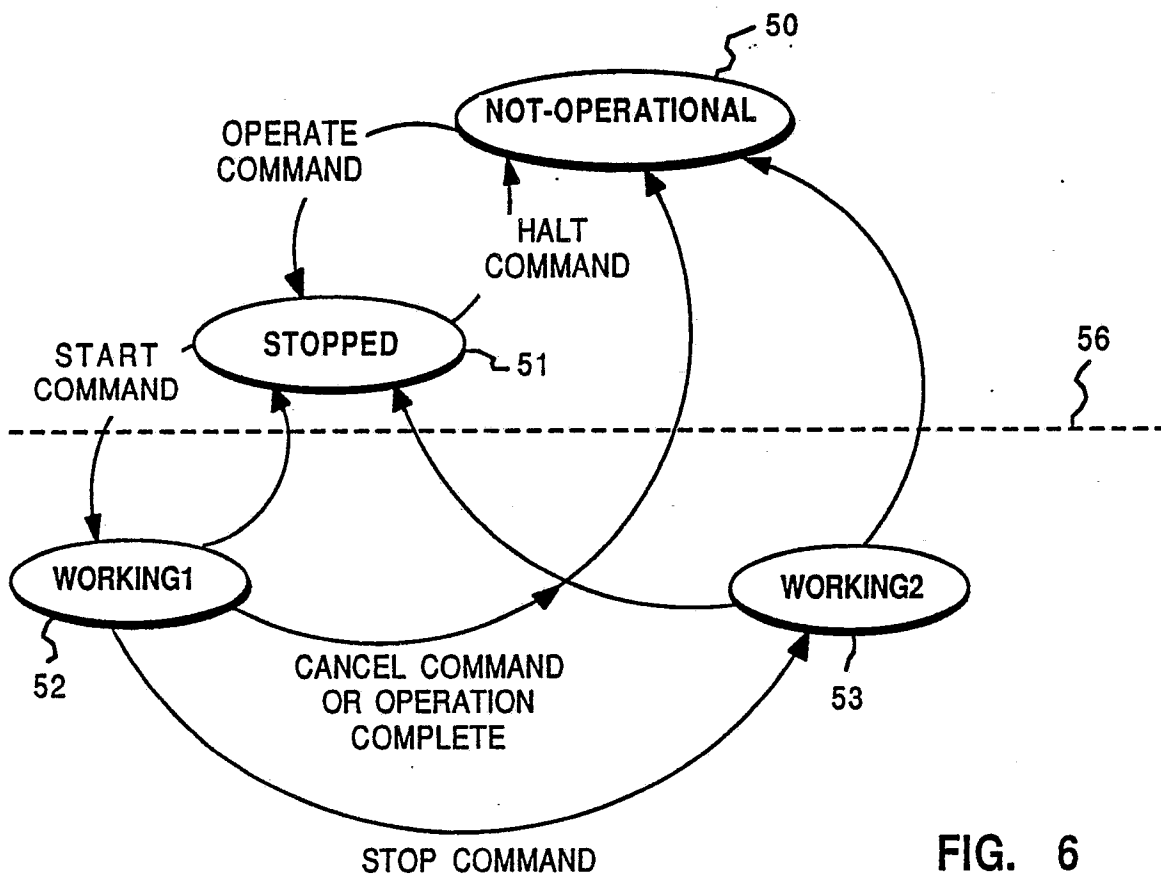 50
NOT-OPERATIONAL
OPERATE
COMMAND
HALT
COMMAND
STOPPED
51
START
COMMAND
56
WORKING1
WORKING2
52
53
CANCEL COMMAND
OR OPERATION
COMPLETE
STOP COMMAND
FIG. 6